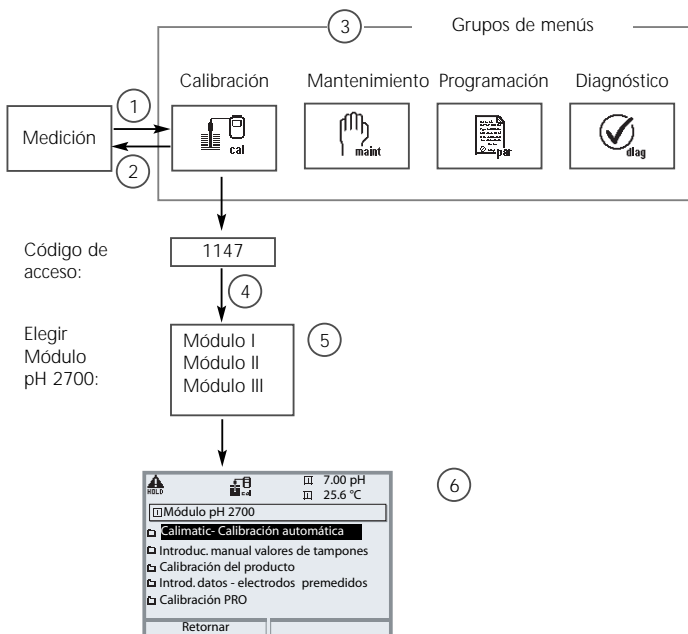 3
Grupos de menús
Calibración
Mantenimiento
Programación
Diagnóstico
Medición
1
2
cal
maint
par
diag
Código de
acceso:
1147
4
Elegir
Módulo
pH 2700:
Módulo I
Módulo II
Módulo III
5
6
HOLD
cal
7.00 pH
25.6 °C
Módulo pH 2700
Calimatic- Calibración automática
Introduc. manual valores de tampones
Calibración del producto
Introd. datos - electrodos premedidos
Calibración PRO
Retornar